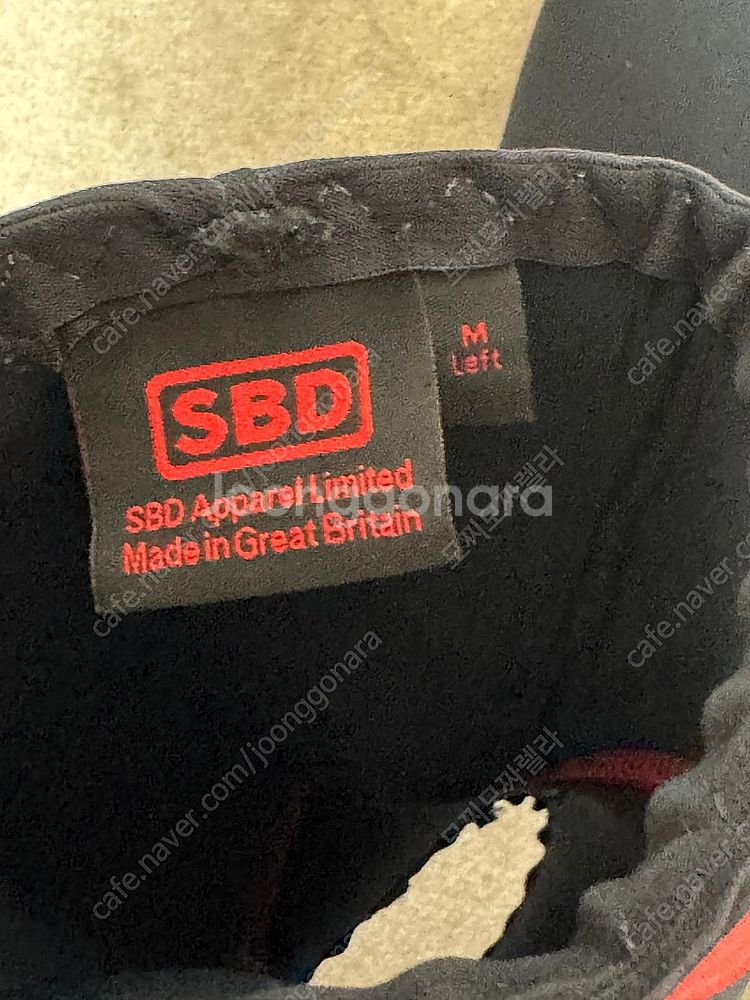 SBD
SBD Apparel Limited
Made in Great Britain
M
Left
Joonggonara
cafe.naver.com/joonggonara
cafe.naver.com/joonggonara
cafe.naver.com
cafe.naver.com